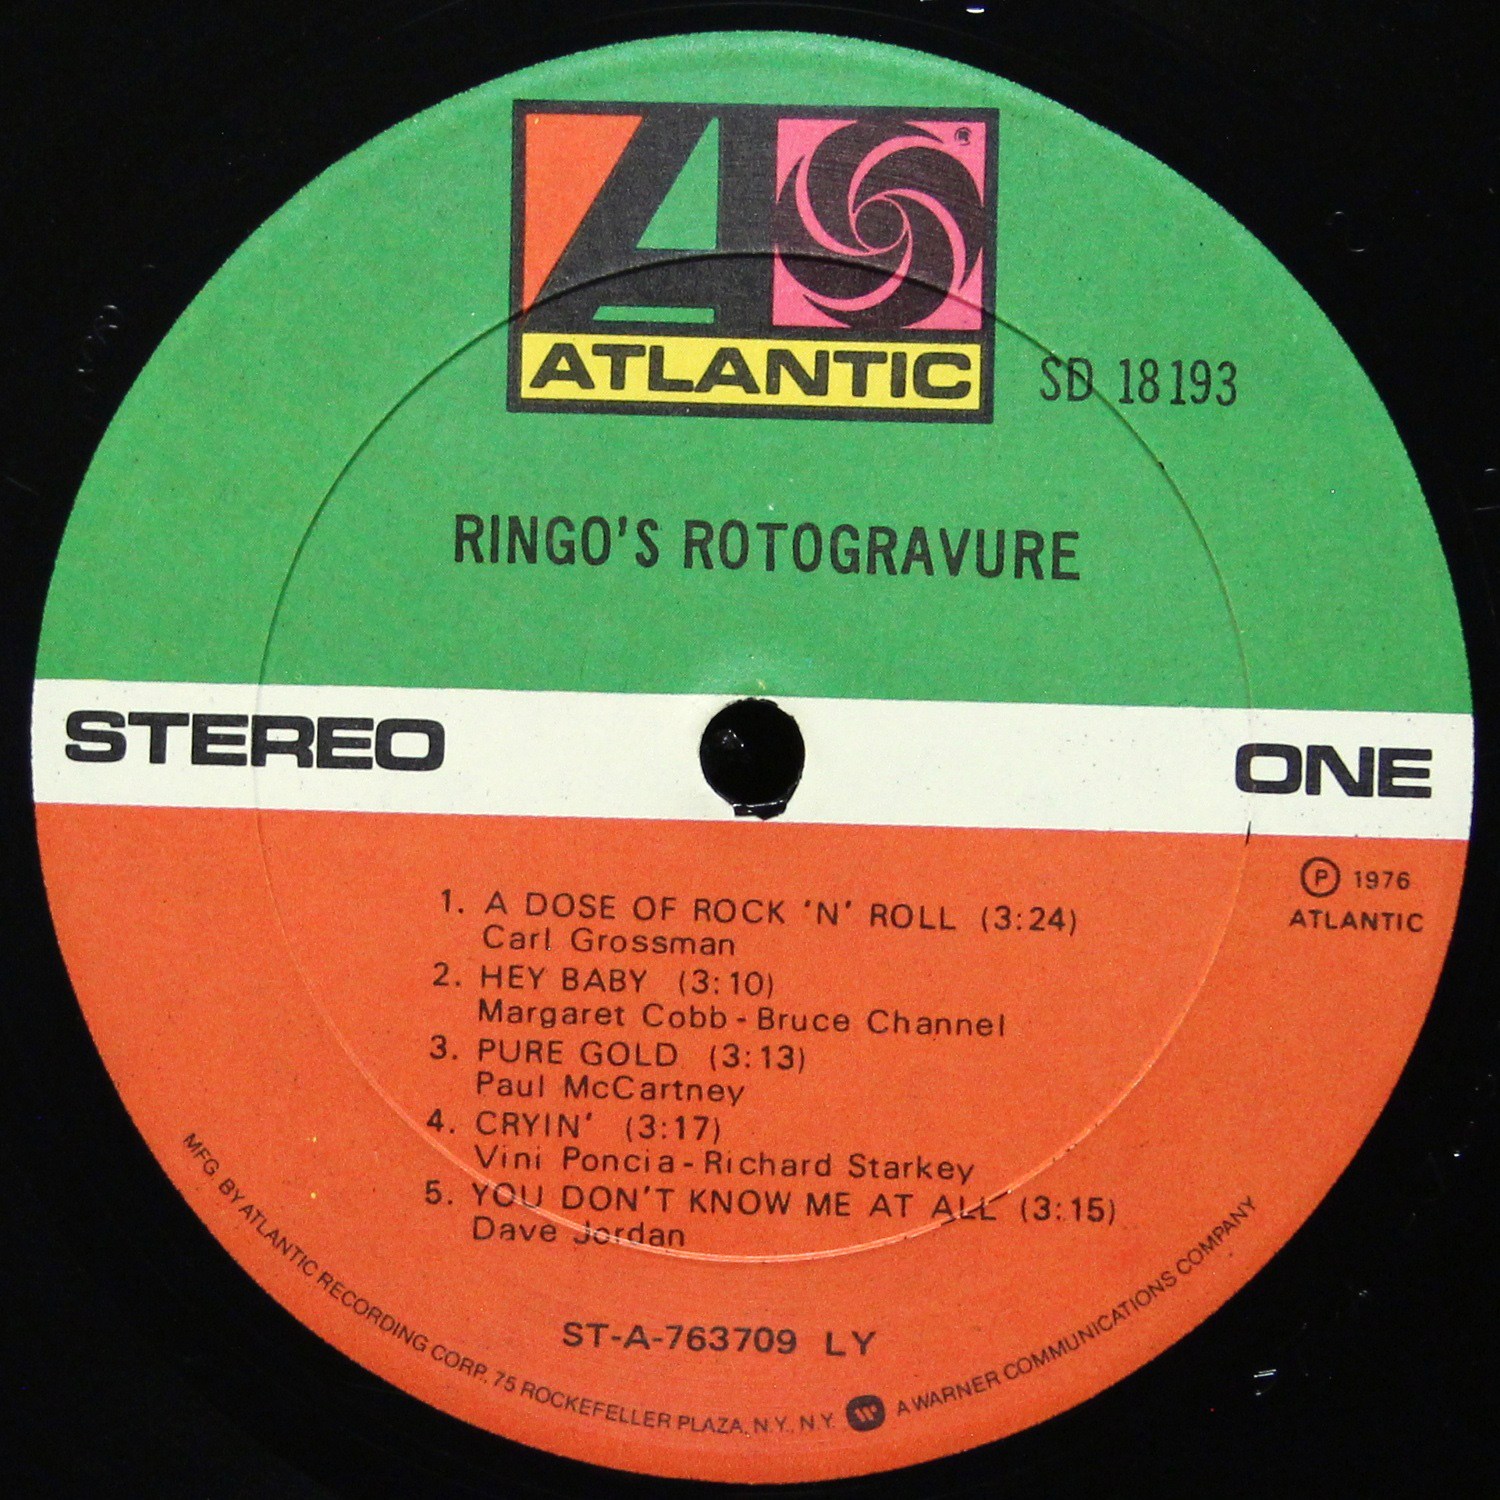 ATLANTIC
®
SD 18193
RINGO'S ROTOGRAVURE
STEREO
ONE
℗ 1976
ATLANTIC
1. A DOSE OF ROCK 'N' ROLL (3:24)
Carl Grossman
2. HEY BABY (3:10)
Margaret Cobb - Bruce Channel
3. PURE GOLD (3:13)
Paul McCartney
4. CRYIN' (3:17)
Vini Poncia - Richard Starkey
5. YOU DON'T KNOW ME AT ALL (3:15)
Dave Jordan
ST-A-763709 LY
MFG. BY ATLANTIC RECORDING CORP. 75 ROCKEFELLER PLAZA, N.Y., N.Y. A WARNER COMMUNICATIONS COMPANY